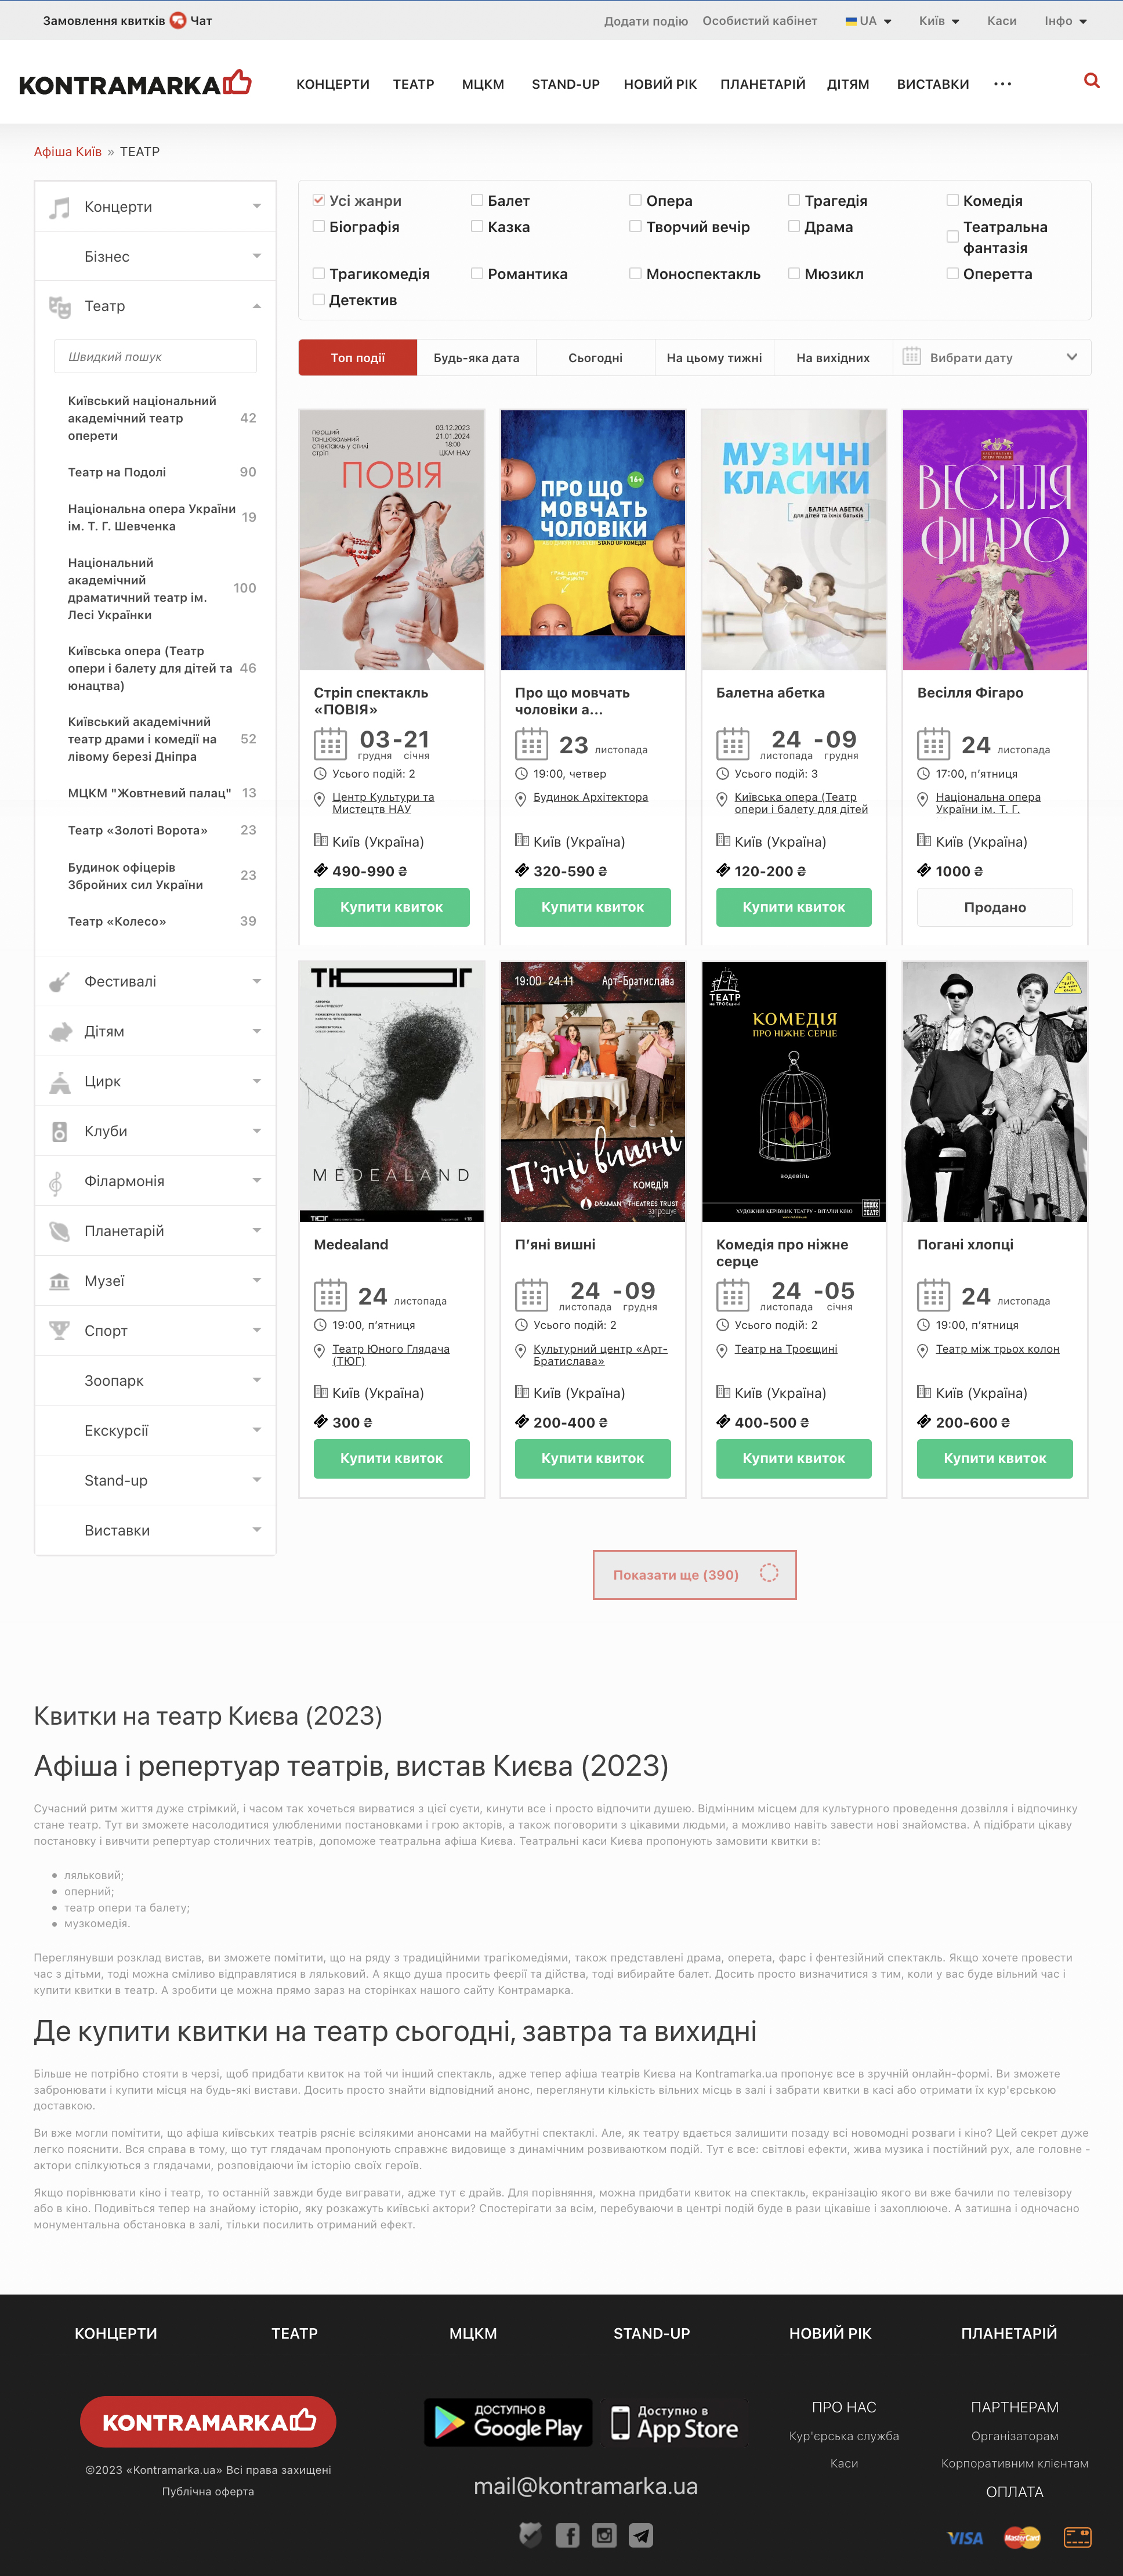 Замовлення квитків Чат
Додати подію Особистий кабінет UA Київ Каси Інфо
KONTRAMARKA
КОНЦЕРТИ ТЕАТР МЦКМ STAND-UP НОВИЙ РІК ПЛАНЕТАРІЙ ДІТЯМ ВИСТАВКИ ...
Афіша Київ » ТЕАТР
Концерти
Бізнес
Театр
Швидкий пошук
Київський національний
академічний театр
оперети
42
Театр на Подолі 90
Національна опера України
ім. Т. Г. Шевченка
19
Національний
академічний
драматичний театр ім.
Лесі Українки
100
Київська опера (Театр
опери і балету для дітей та
юнацтва)
46
Київський академічний
театр драми і комедії на
лівому березі Дніпра
52
МЦКМ "Жовтневий палац" 13
Театр «Золоті Ворота» 23
Будинок офіцерів
Збройних сил України
23
Театр «Колесо» 39
Фестивалі
Дітям
Цирк
Клуби
Філармонія
Планетарій
Музеї
Спорт
Зоопарк
Екскурсії
Stand-up
Виставки
Усі жанри Балет Опера Трагедія Комедія
Біографія Казка Творчий вечір Драма Театральна
фантазія
Трагикомедія Романтика Моноспектакль Мюзикл Оперетта
Детектив
Топ події Будь-яка дата Сьогодні На цьому тижні На вихідних Вибрати дату
перший
танцювальний
спектакль у стилі
стріп
03.12.2023
21.01.2024
18:00
ЦКМ НАУ
ПОВІЯ
Стріп спектакль
«ПОВІЯ»
03-21
грудня січня
Усього подій: 2
Центр Культури та
Мистецтв НАУ
Київ (Україна)
490-990 ₴
Купити квиток
16+
ПРО ЩО
МОВЧАТЬ
ЧОЛОВІКИ
STAND UP КОМЕДІЯ
Про що мовчать
чоловіки а...
23 листопада
19:00, четвер
Будинок Архітектора
Київ (Україна)
320-590 ₴
Купити квиток
МУЗИЧНІ
КЛАСИКИ
БАЛЕТНА АБЕТКА
для дітей та їхніх батьків
Балетна абетка
24 -09
листопада грудня
Усього подій: 3
Київська опера (Театр
опери і балету для дітей
Київ (Україна)
120-200 ₴
Купити квиток
ВЕСІЛЛЯ
ФІГАРО
Весілля Фігаро
24 листопада
17:00, п’ятниця
Національна опера
України ім. Т. Г.
Київ (Україна)
1000 ₴
Продано
MEDEALAND
Medealand
24 листопада
19:00, п’ятниця
Театр Юного Глядача
(ТЮГ)
Київ (Україна)
300 ₴
Купити квиток
19:00 24.11 Арт-Братислава
П'яні вишні
комедія
DRAMAN THEATRES TRUST
запрошує
П’яні вишні
24 -09
листопада грудня
Усього подій: 2
Культурний центр «Арт-
Братислава»
Київ (Україна)
200-400 ₴
Купити квиток
ТЕАТР
на ТРОЄщині
КОМЕДІЯ
ПРО НІЖНЕ СЕРЦЕ
водевіль
ХУДОЖНІЙ КЕРІВНИК ТЕАТРУ - ВІТАЛІЙ КІНО
Комедія про ніжне
серце
24 -05
листопада січня
Усього подій: 2
Театр на Троєщині
Київ (Україна)
400-500 ₴
Купити квиток
Погані хлопці
24 листопада
19:00, п’ятниця
Театр між трьох колон
Київ (Україна)
200-600 ₴
Купити квиток
Показати ще (390)
Квитки на театр Києва (2023)
Афіша і репертуар театрів, вистав Києва (2023)
Сучасний ритм життя дуже стрімкий, і часом так хочеться вирватися з цієї суєти, кинути все і просто відпочити душею. Відмінним місцем для культурного проведення дозвілля і відпочинку
стане театр. Тут ви зможете насолодитися улюбленими постановками і грою акторів, а також поговорити з цікавими людьми, а можливо навіть завести нові знайомства. А підібрати цікаву
постановку і вивчити репертуар столичних театрів, допоможе театральна афіша Києва. Театральні каси Києва пропонують замовити квитки в:
ляльковий;
оперний;
театр опери та балету;
музкомедія.
Переглянувши розклад вистав, ви зможете помітити, що на ряду з традиційними трагікомедіями, також представлені драма, оперета, фарс і фентезійний спектакль. Якщо хочете провести
час з дітьми, тоді можна сміливо відправлятися в ляльковий. А якщо душа просить феєрії та дійства, тоді вибирайте балет. Досить просто визначитися з тим, коли у вас буде вільний час і
купити квитки в театр. А зробити це можна прямо зараз на сторінках нашого сайту Контрамарка.
Де купити квитки на театр сьогодні, завтра та вихидні
Більше не потрібно стояти в черзі, щоб придбати квиток на той чи інший спектакль, адже тепер афіша театрів Києва на Kontramarka.ua пропонує все в зручній онлайн-формі. Ви зможете
забронювати і купити місця на будь-які вистави. Досить просто знайти відповідний анонс, переглянути кількість вільних місць в залі і забрати квитки в касі або отримати їх кур'єрською
доставкою.
Ви вже могли помітити, що афіша київських театрів рясніє всілякими анонсами на майбутні спектаклі. Але, як театру вдається залишити позаду всі новомодні розваги і кіно? Цей секрет дуже
легко пояснити. Вся справа в тому, що тут глядачам пропонують справжнє видовище з динамічним розвиматком подій. Тут є все: світлові ефекти, жива музика і постійний рух, але головне -
актори спілкуються з глядачами, розповідаючи їм історію своїх героїв.
Якщо порівнювати кіно і театр, то останній завжди буде вигравати, адже тут є драйв. Для порівняння, можна придбати квиток на спектакль, екранізацію якого ви вже бачили по телевізору
або в кіно. Подивіться тепер на знайому історію, яку розкажуть київські актори? Спостерігати за всім, перебуваючи в центрі подій буде в рази цікавіше і захоплююче. А затишна і одночасно
монументальна обстановка в залі, тільки посилить отриманий ефект.
КОНЦЕРТИ ТЕАТР МЦКМ STAND-UP НОВИЙ РІК ПЛАНЕТАРІЙ
KONTRAMARKA
©2023 «Kontramarka.ua» Всі права захищені
Публічна оферта
ДОСТУПНО В
Google Play
Доступно в
App Store
mail@kontramarka.ua
ПРО НАС
Кур'єрська служба
Каси
ПАРТНЕРАМ
Організаторам
Корпоративним клієнтам
ОПЛАТА
VISA MasterCard